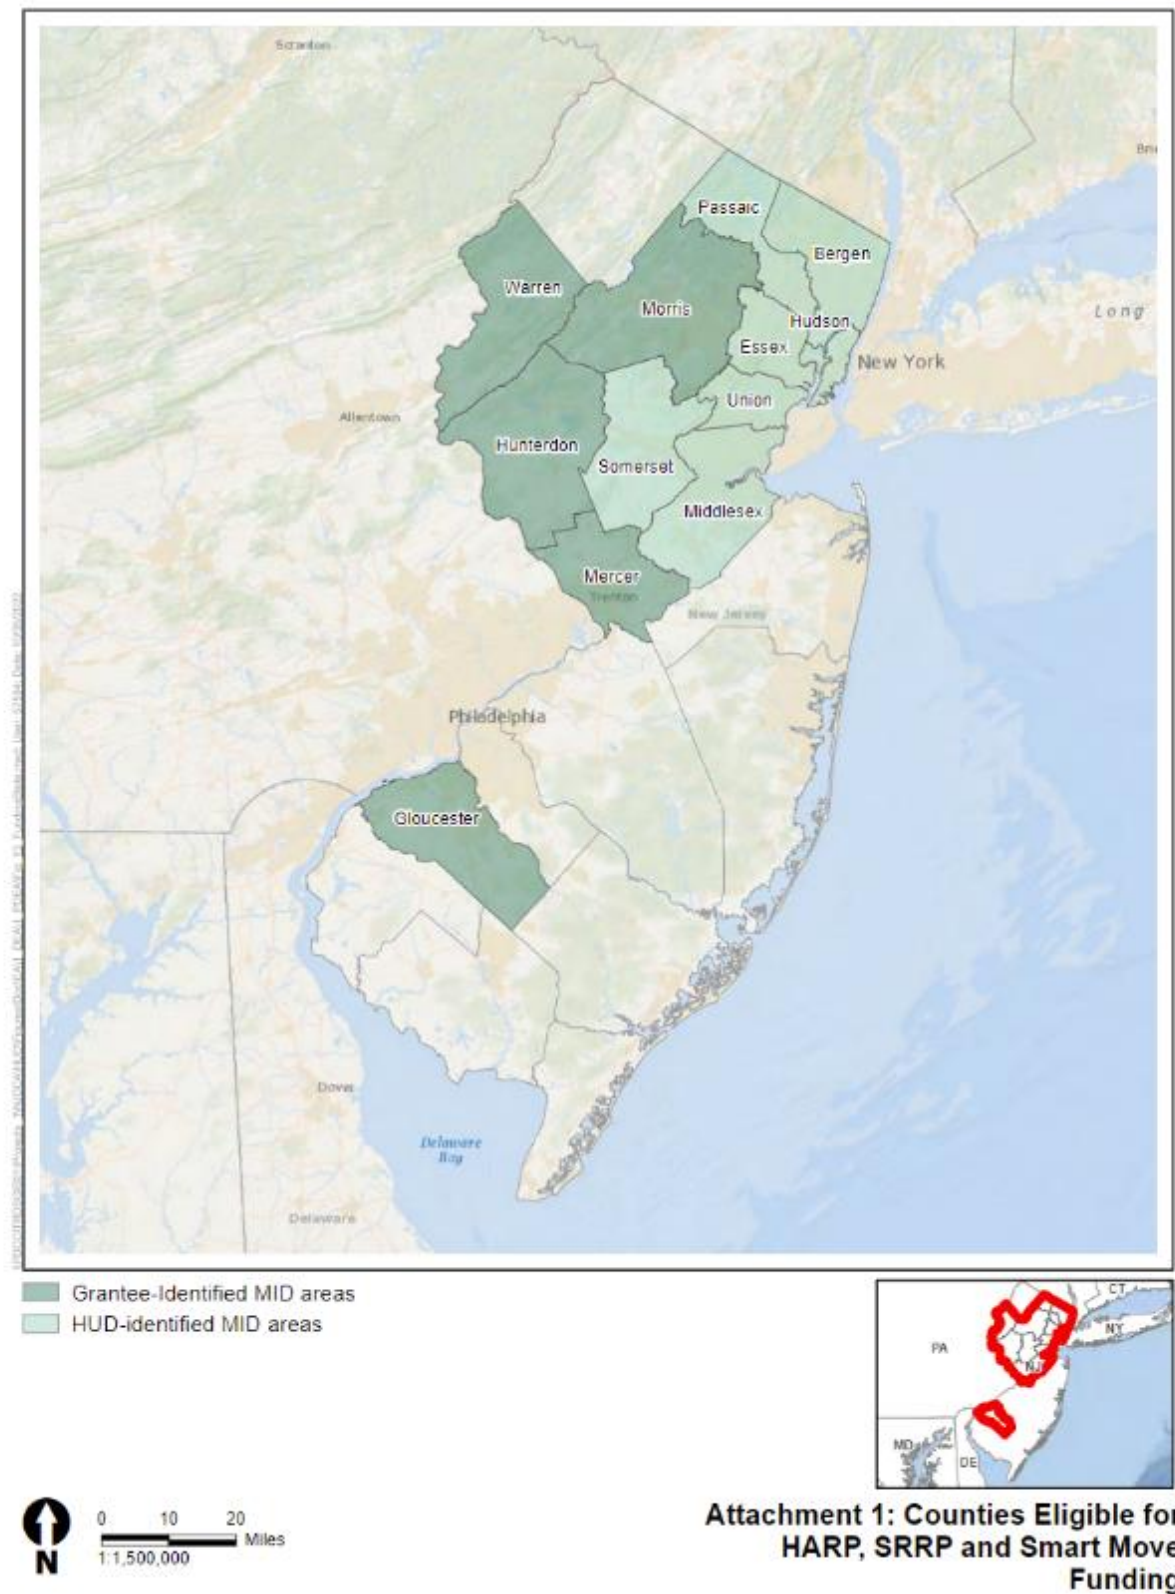 Scranton
Passaic
Bergen
Warren
Morris
Hudson
Long
Essex
New York
Union
Allentown
Hunterdon
Somerset
Middlesex
Mercer
Trenton
New Jersey
Philadelphia
Gloucester
Dover
Delaware
Bay
Delaware
Grantee-Identified MID areas
HUD-identified MID areas
CT
NY
PA
NJ
MD
DE
0 10 20
Miles
1:1,500,000
N
Attachment 1: Counties Eligible for
HARP, SRRP and Smart Move
Funding